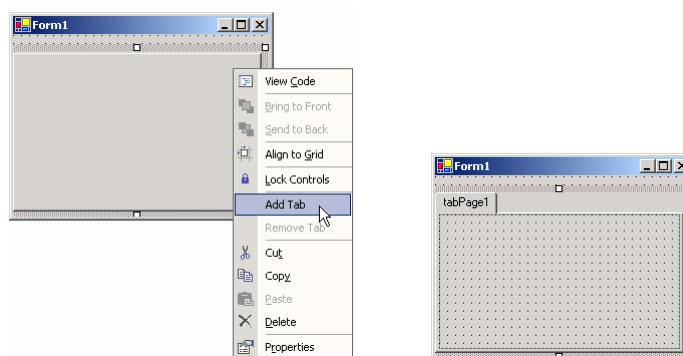 Form1
View Code
Bring to Front
Send to Back
Align to Grid
Lock Controls
Add Tab
Remove Tab
Cut
Copy
Paste
Delete
Properties
Form1
tabPage1